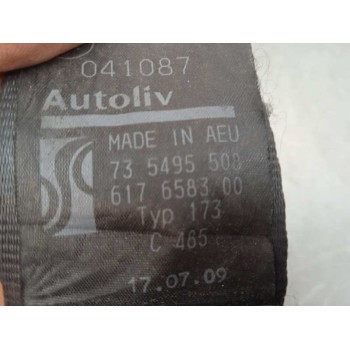 041087
Autoliv
MADE IN AEU
73 5495 508
617 6583 00
Typ 173
C 465
17.07.09